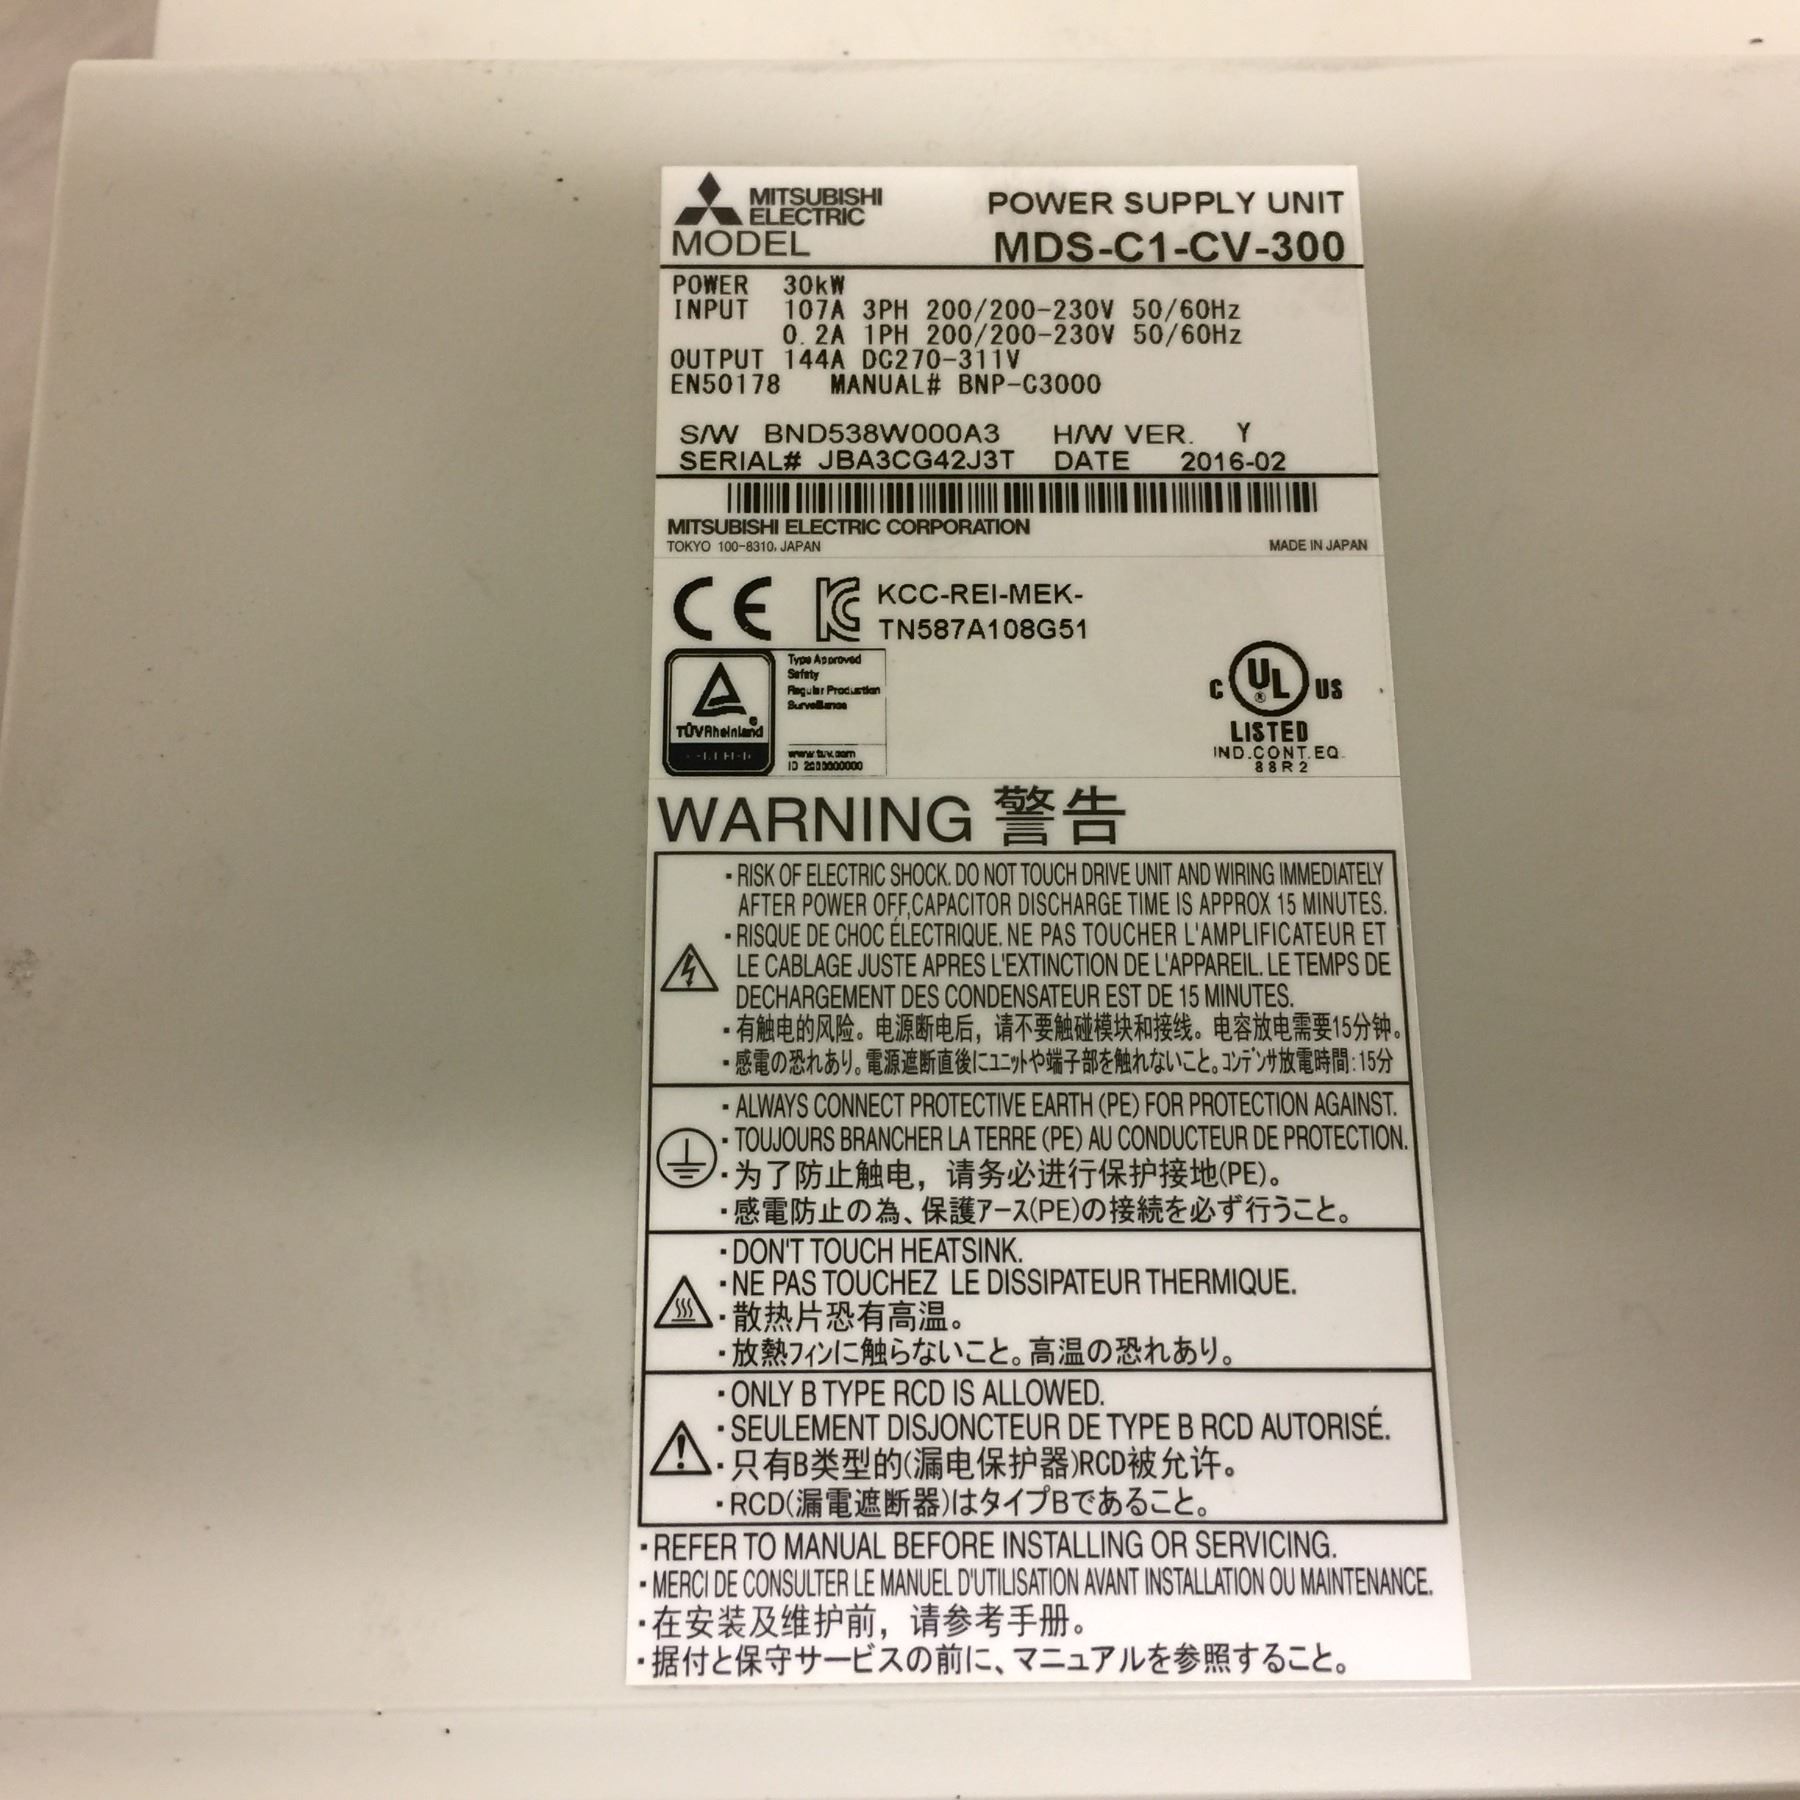 MITSUBISHI
ELECTRIC
POWER SUPPLY UNIT
MODEL MDS-C1-CV-300
POWER 30kW
INPUT 107A 3PH 200/200-230V 50/60Hz
0.2A 1PH 200/200-230V 50/60Hz
OUTPUT 144A DC270-311V
EN50178 MANUAL# BNP-C3000
S/W BND538W000A3 H/W VER. Y
SERIAL# JBA3CG42J3T DATE 2016-02
MITSUBISHI ELECTRIC CORPORATION
TOKYO 100-8310, JAPAN MADE IN JAPAN
CE KC KCC-REI-MEK-
TN587A108G51
Type Approved
Safety
Regular Production
Surveillance
TÜVRheinland®
www.tuv.com
ID
C UL® US
LISTED
IND.CONT.EQ.
88R2
WARNING 警告
・RISK OF ELECTRIC SHOCK. DO NOT TOUCH DRIVE UNIT AND WIRING IMMEDIATELY
AFTER POWER OFF,CAPACITOR DISCHARGE TIME IS APPROX 15 MINUTES.
・RISQUE DE CHOC ÉLECTRIQUE. NE PAS TOUCHER L'AMPLIFICATEUR ET
LE CABLAGE JUSTE APRES L'EXTINCTION DE L'APPAREIL. LE TEMPS DE
DECHARGEMENT DES CONDENSATEUR EST DE 15 MINUTES.
・有触电的风险。电源断电后，请不要触碰模块和接线。电容放电需要15分钟。
・感電の恐れあり。電源遮断直後にユニットや端子部を触れないこと。コンデンサ放電時間：15分
・ALWAYS CONNECT PROTECTIVE EARTH (PE) FOR PROTECTION AGAINST.
・TOUJOURS BRANCHER LA TERRE (PE) AU CONDUCTEUR DE PROTECTION.
・为了防止触电，请务必进行保护接地(PE)。
・感電防止の為、保護アース(PE)の接続を必ず行うこと。
・DON'T TOUCH HEATSINK.
・NE PAS TOUCHEZ LE DISSIPATEUR THERMIQUE.
・散热片恐有高温。
・放熱フィンに触らないこと。高温の恐れあり。
・ONLY B TYPE RCD IS ALLOWED.
・SEULEMENT DISJONCTEUR DE TYPE B RCD AUTORISÉ.
・只有B类型的(漏电保护器)RCD被允许。
・RCD(漏電遮断器)はタイプBであること。
・REFER TO MANUAL BEFORE INSTALLING OR SERVICING.
・MERCI DE CONSULTER LE MANUEL D'UTILISATION AVANT INSTALLATION OU MAINTENANCE.
・在安装及维护前，请参考手册。
・据付と保守サービスの前に、マニュアルを参照すること。